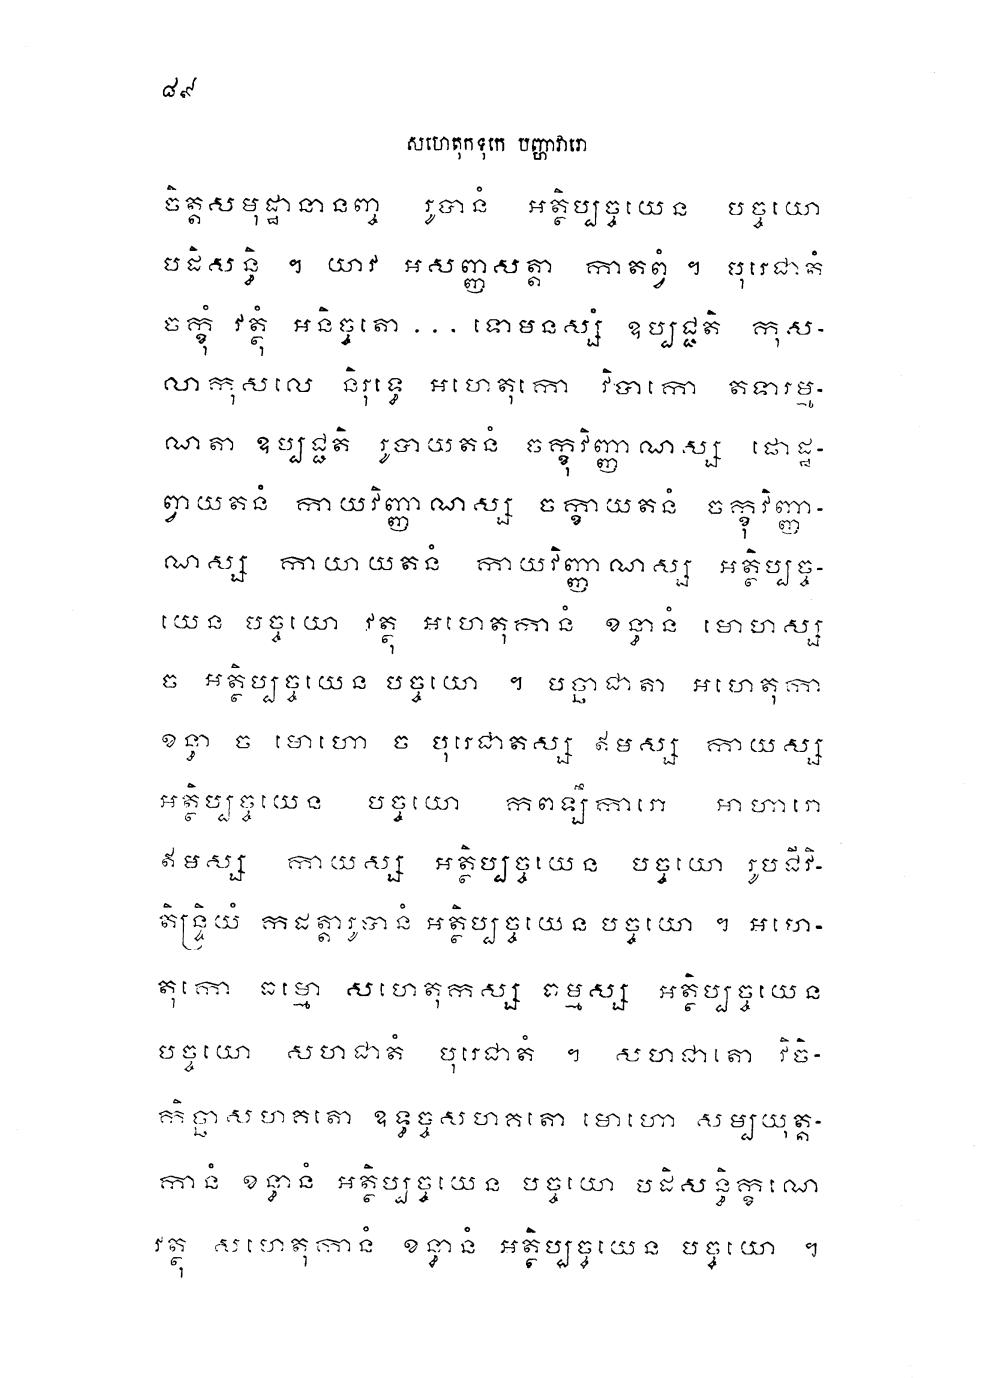 ៨៩
សហេតុកទុកេ បញ្ហាវារោ
ចិត្តសមុដ្ឋានានញ្ច រូបានំ អត្ថិប្បច្ចយេន បច្ចយោ
បដិសន្ធិ ។ យាវ អសញ្ញសត្តា កាតព្វំ ។ បុរេជាតំ
ចក្ខុំ វត្ថុំ អនិច្ចតោ ... ទោមនស្សំ ឧប្បជ្ជតិ កុស-
លាកុសលេ និរុទ្ធេ អហេតុកោ វិបាកោ តទារម្ម-
ណតា ឧប្បជ្ជតិ រូបាយតនំ ចក្ខុវិញ្ញាណស្ស ផោដ្ឋ-
ព្វាយតនំ កាយវិញ្ញាណស្ស ចក្ខាយតនំ ចក្ខុវិញ្ញា-
ណស្ស កាយាយតនំ កាយវិញ្ញាណស្ស អត្ថិប្បច្ច-
យេន បច្ចយោ វត្ថុ អហេតុកានំ ខន្ធានំ មោហស្ស
ច អត្ថិប្បច្ចយេន បច្ចយោ ។ បច្ឆាជាតា អហេតុកា
ខន្ធា ច មោហោ ច បុរេជាតស្ស ឥមស្ស កាយស្ស
អត្ថិប្បច្ចយេន បច្ចយោ កពឡីការោ អាហារោ
ឥមស្ស កាយស្ស អត្ថិប្បច្ចយេន បច្ចយោ រូបជីវិ-
តិន្ទ្រិយំ កដត្តារូបានំ អត្ថិប្បច្ចយេន បច្ចយោ ។ អហេ-
តុកោ ធម្មោ សហេតុកស្ស ធម្មស្ស អត្ថិប្បច្ចយេន
បច្ចយោ សហជាតំ បុរេជាតំ ។ សហជាតោ វិចិ-
កិច្ឆាសហគតោ ឧទ្ធច្ចសហគតោ មោហោ សម្បយុត្ត-
កានំ ខន្ធានំ អត្ថិប្បច្ចយេន បច្ចយោ បដិសន្ធិក្ខណេ
វត្ថុ សហេតុកានំ ខន្ធានំ អត្ថិប្បច្ចយេន បច្ចយោ ។